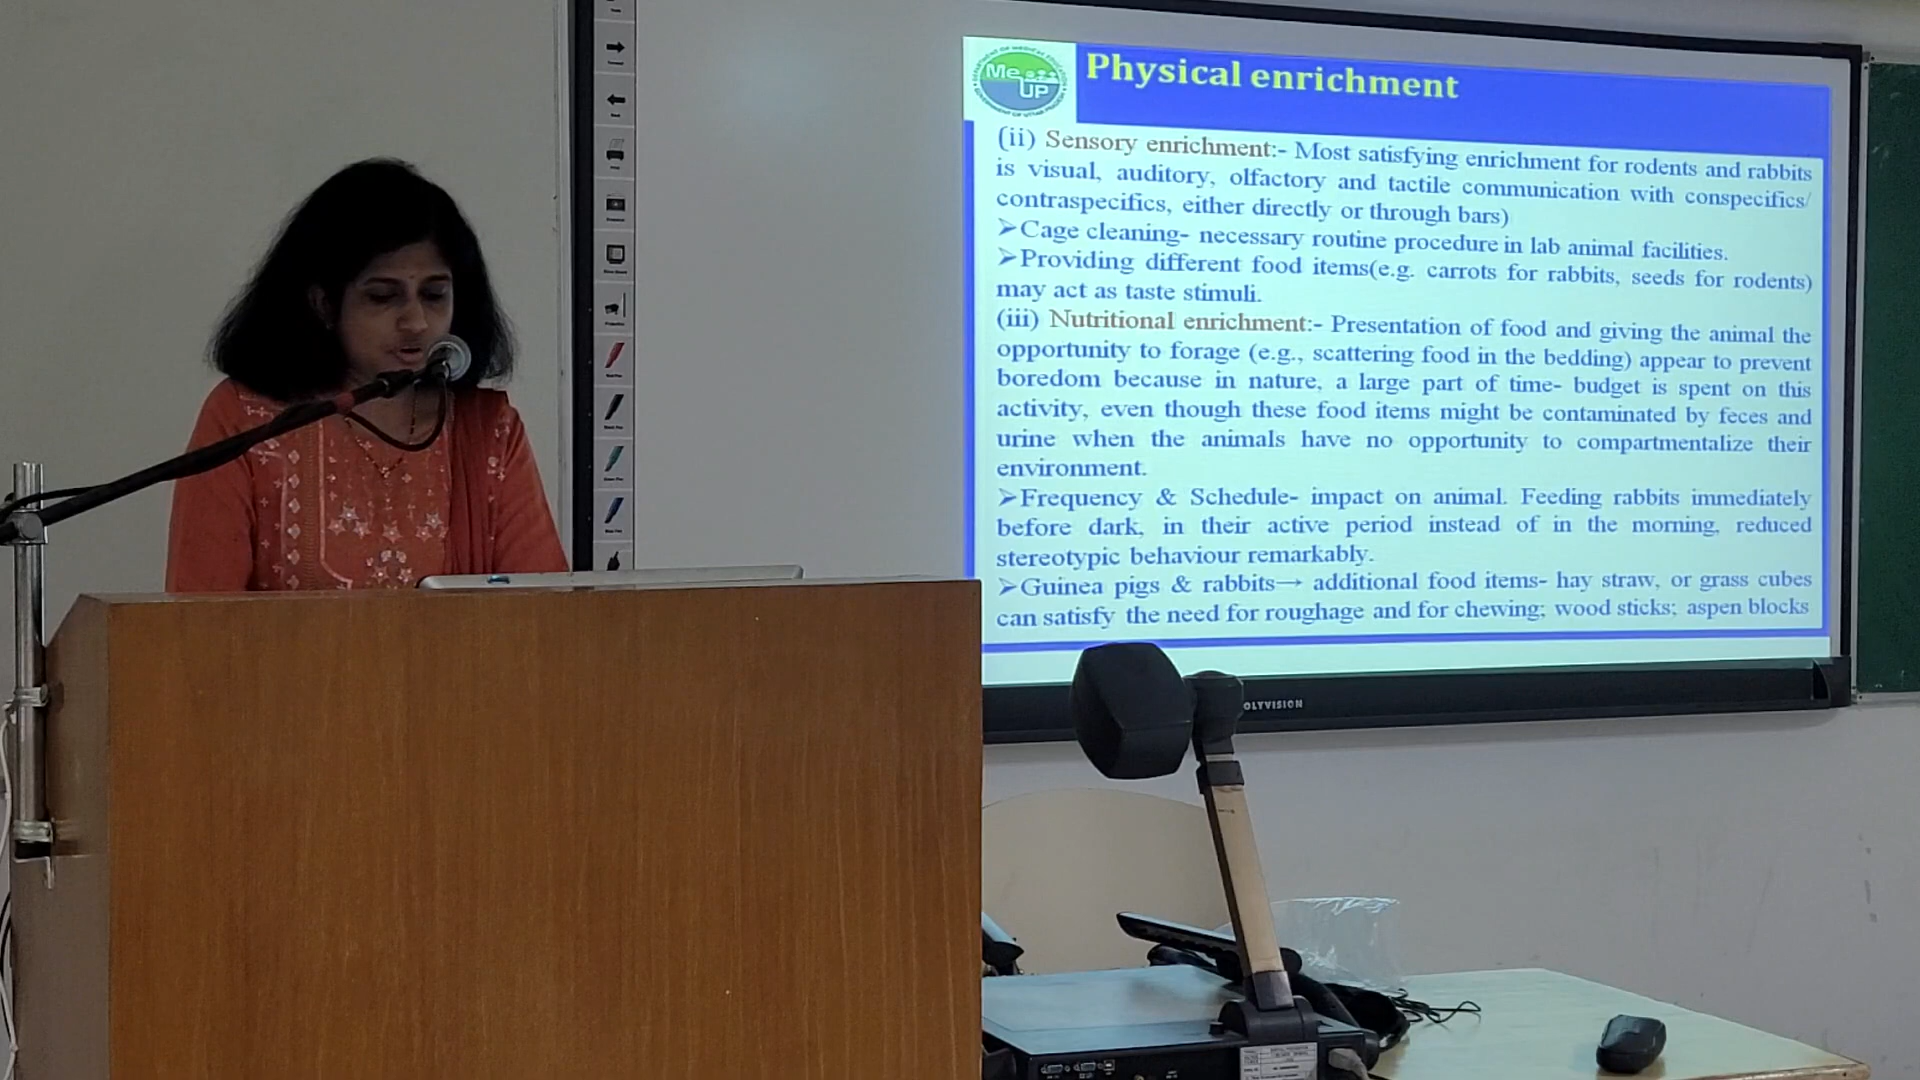 Physical enrichment
Me
UP
DEPARTMENT OF MEDICAL EDUCATION
GOVERNMENT OF UTTAR PRADESH
(ii) Sensory enrichment:- Most satisfying enrichment for rodents and rabbits
is visual, auditory, olfactory and tactile communication with conspecifics/
contraspecifics, either directly or through bars)
➢Cage cleaning- necessary routine procedure in lab animal facilities.
➢Providing different food items(e.g. carrots for rabbits, seeds for rodents)
may act as taste stimuli.
(iii) Nutritional enrichment:- Presentation of food and giving the animal the
opportunity to forage (e.g., scattering food in the bedding) appear to prevent
boredom because in nature, a large part of time- budget is spent on this
activity, even though these food items might be contaminated by feces and
urine when the animals have no opportunity to compartmentalize their
environment.
➢Frequency & Schedule- impact on animal. Feeding rabbits immediately
before dark, in their active period instead of in the morning, reduced
stereotypic behaviour remarkably.
➢Guinea pigs & rabbits→ additional food items- hay straw, or grass cubes
can satisfy the need for roughage and for chewing; wood sticks; aspen blocks
OLYVISION